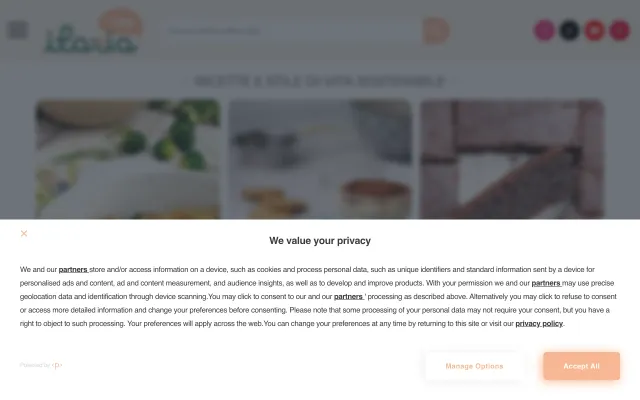 ilaria
RICETTE E STILE DI VITA SOSTENIBILE
We value your privacy
We and our partners store and/or access information on a device, such as cookies and process personal data, such as unique identifiers and standard information sent by a device for
personalised ads and content, ad and content measurement, and audience insights, as well as to develop and improve products. With your permission we and our partners may use precise
geolocation data and identification through device scanning.You may click to consent to our and our partners ' processing as described above. Alternatively you may click to refuse to consent
or access more detailed information and change your preferences before consenting. Please note that some processing of your personal data may not require your consent, but you have a
right to object to such processing. Your preferences will apply across the web.You can change your preferences at any time by returning to this site or visit our privacy policy.
Powered by ·p·
Manage Options
Accept All